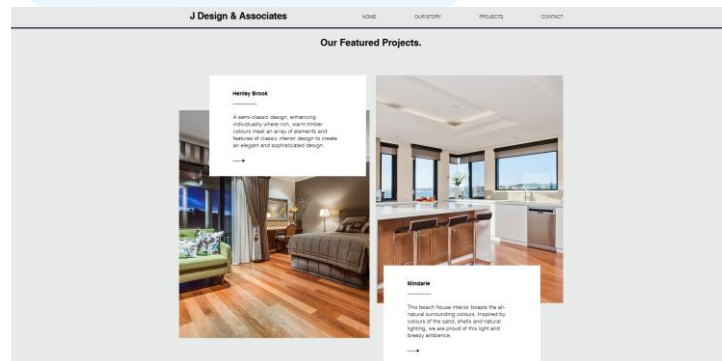 J Design & Associates
HOME
OUR STORY
PROJECTS
CONTACT
Our Featured Projects.
Henley Brook
A semi-classic design, enhancing
individuality where rich, warm timber
colours meet an array of elements and
features of classic interior design to create
an elegant and sophisticated design.
Mindarie
This beach house interior boasts the all-
natural surrounding colours. Inspired by
colours of the sand, shells and natural
lighting, we are proud of this light and
breezy ambience.